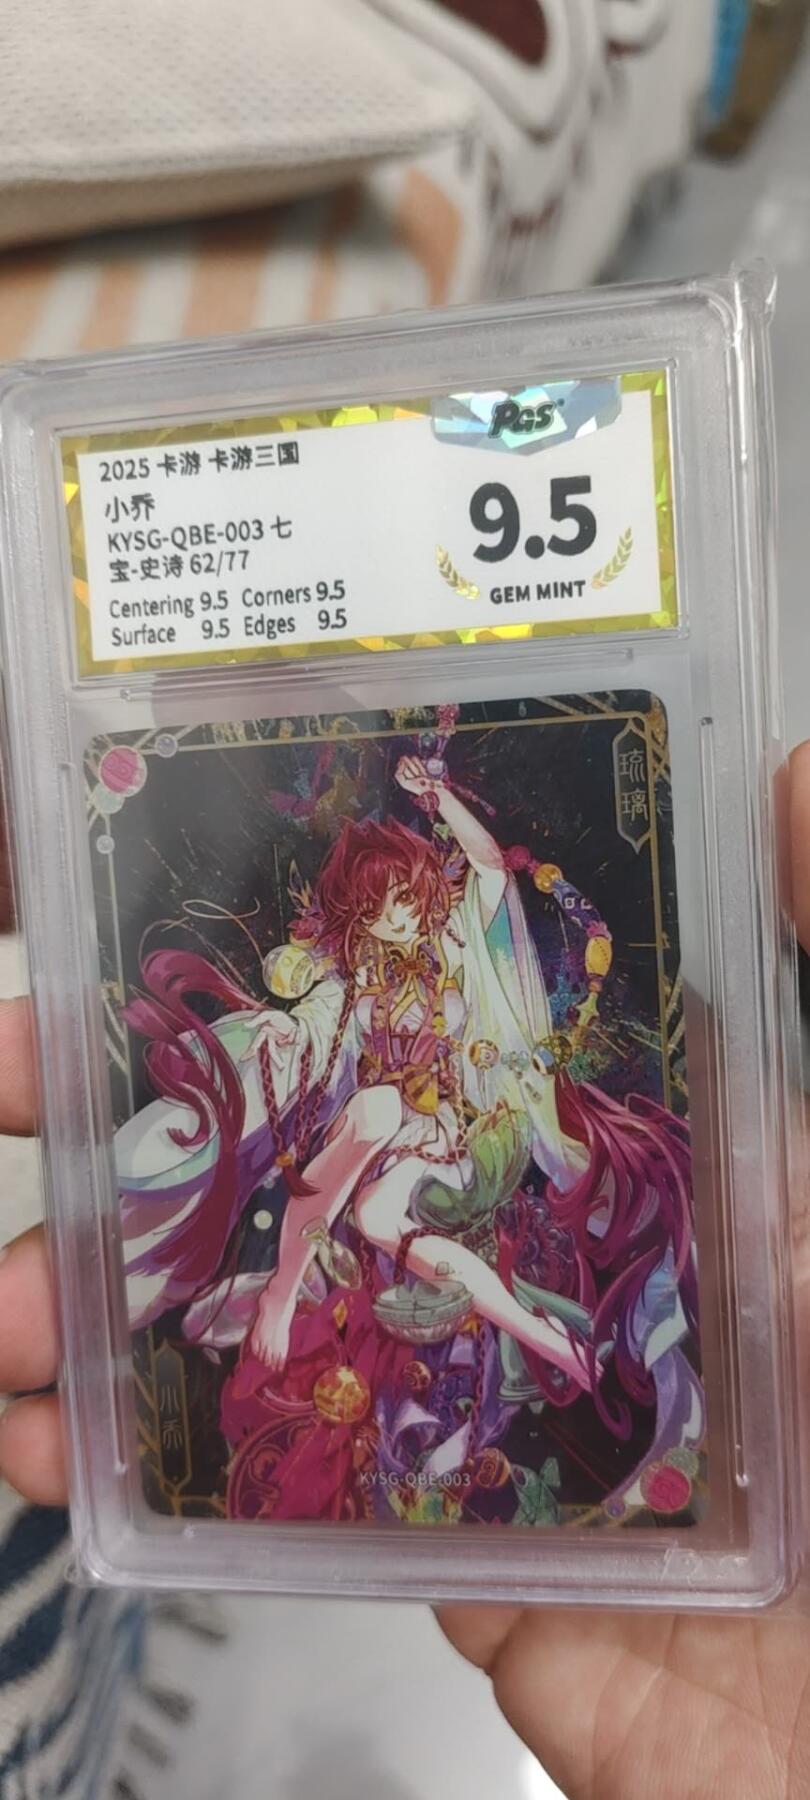 PGS
2025 卡游 卡游三国
小乔
KYSG-QBE-003 七
宝-史诗 62/77
Centering 9.5 Corners 9.5
Surface 9.5 Edges 9.5
9.5
GEM MINT
琉璃
小乔
KYSG-QBE-003